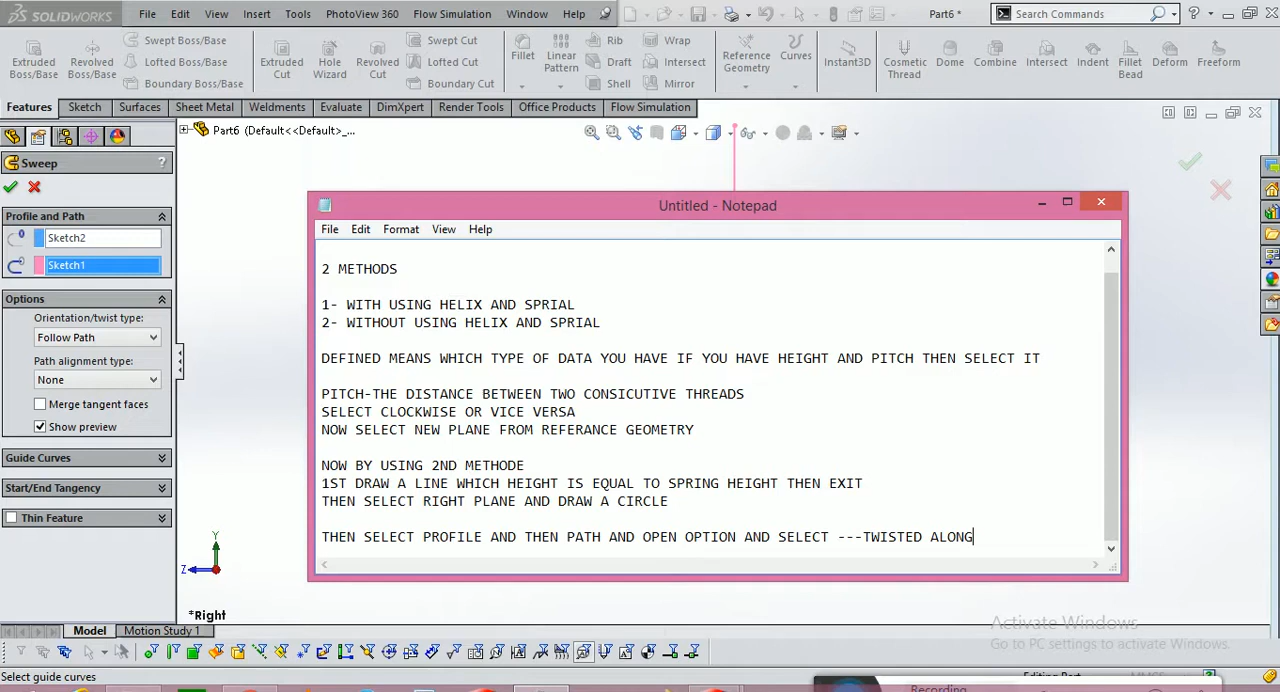 SOLIDWORKS
File Edit View Insert Tools PhotoView 360 Flow Simulation Window Help
Part6 *
Search Commands
Extruded Boss/Base
Revolved Boss/Base
Swept Boss/Base
Lofted Boss/Base
Boundary Boss/Base
Extruded Cut
Hole Wizard
Revolved Cut
Swept Cut
Lofted Cut
Boundary Cut
Fillet
Linear Pattern
Rib
Draft
Shell
Wrap
Intersect
Mirror
Reference Geometry
Curves
Instant3D
Cosmetic Thread
Dome
Combine
Intersect
Indent
Fillet Bead
Deform
Freeform
Features Sketch Surfaces Sheet Metal Weldments Evaluate DimXpert Render Tools Office Products Flow Simulation
Part6 (Default<<Default>_...
Sweep
?
Profile and Path
Sketch2
Sketch1
Options
Orientation/twist type:
Follow Path
Path alignment type:
None
Merge tangent faces
Show preview
Guide Curves
Start/End Tangency
Thin Feature
Untitled - Notepad
File Edit Format View Help
2 METHODS
1- WITH USING HELIX AND SPRIAL
2- WITHOUT USING HELIX AND SPRIAL
DEFINED MEANS WHICH TYPE OF DATA YOU HAVE IF YOU HAVE HEIGHT AND PITCH THEN SELECT IT
PITCH-THE DISTANCE BETWEEN TWO CONSICUTIVE THREADS
SELECT CLOCKWISE OR VICE VERSA
NOW SELECT NEW PLANE FROM REFERANCE GEOMETRY
NOW BY USING 2ND METHODE
1ST DRAW A LINE WHICH HEIGHT IS EQUAL TO SPRING HEIGHT THEN EXIT
THEN SELECT RIGHT PLANE AND DRAW A CIRCLE
THEN SELECT PROFILE AND THEN PATH AND OPEN OPTION AND SELECT ---TWISTED ALONG
Y
Z
*Right
Activate Windows
Go to PC settings to activate Windows.
Model Motion Study 1
Select guide curves
Recording